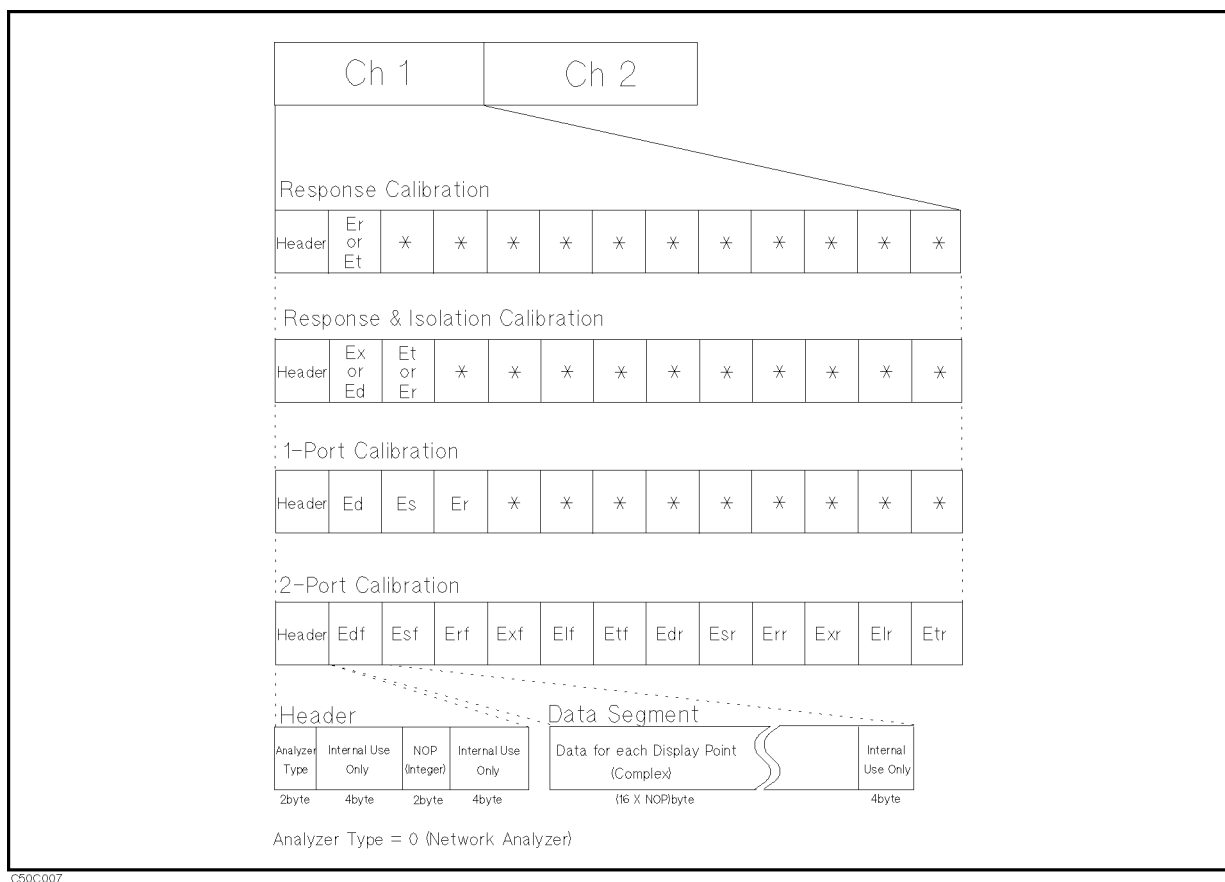 Ch 1 Ch 2
Response Calibration
Header Er or Et * * * * * * * * * * *
Response & Isolation Calibration
Header Ex or Ed Et or Er * * * * * * * * * *
1-Port Calibration
Header Ed Es Er * * * * * * * * *
2-Port Calibration
Header Edf Esf Erf Exf Elf Etf Edr Esr Err Exr Elr Etr
Header Data Segment
Analyzer Type Internal Use Only NOP (Integer) Internal Use Only Data for each Display Point (Complex) Internal Use Only
2byte 4byte 2byte 4byte (16 X NOP)byte 4byte
Analyzer Type = 0 (Network Analyzer)
C50C007